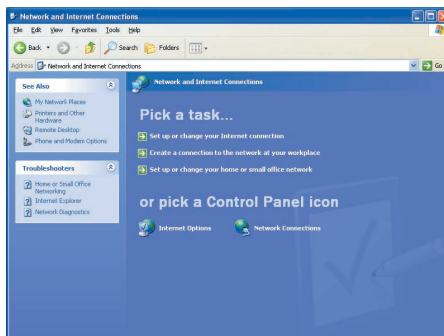 Network and Internet Connections
File Edit View Favorites Tools Help
Back Search Folders
Address Network and Internet Connections Go
See Also
My Network Places
Printers and Other
Hardware
Remote Desktop
Phone and Modem Options
Troubleshooters
Home or Small Office
Networking
Internet Explorer
Network Diagnostics
Network and Internet Connections
Pick a task...
Set up or change your Internet connection
Create a connection to the network at your workplace
Set up or change your home or small office network
or pick a Control Panel icon
Internet Options Network Connections